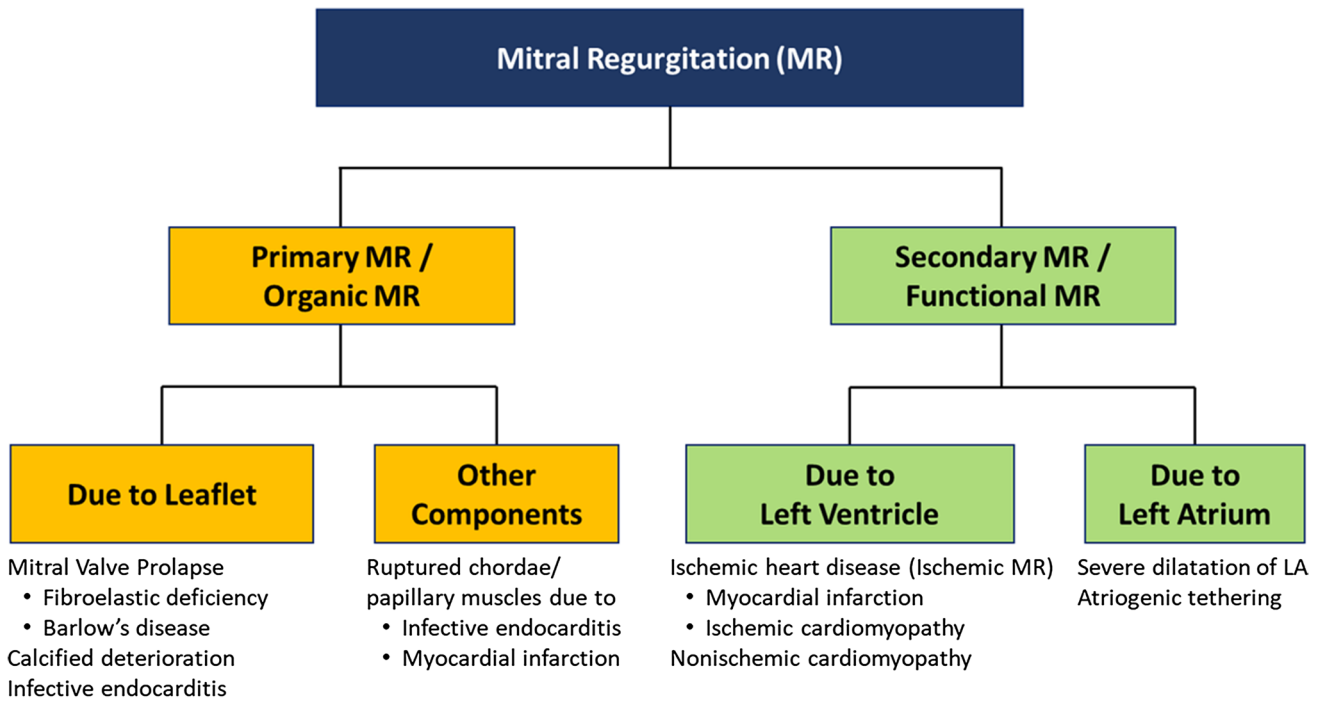 Mitral Regurgitation (MR)
Primary MR /
Organic MR
Secondary MR /
Functional MR
Due to Leaflet
Other
Components
Due to
Left Ventricle
Due to
Left Atrium
Mitral Valve Prolapse
• Fibroelastic deficiency
• Barlow’s disease
Calcified deterioration
Infective endocarditis
Ruptured chordae/
papillary muscles due to
• Infective endocarditis
• Myocardial infarction
Ischemic heart disease (Ischemic MR)
• Myocardial infarction
• Ischemic cardiomyopathy
Nonischemic cardiomyopathy
Severe dilatation of LA
Atriogenic tethering